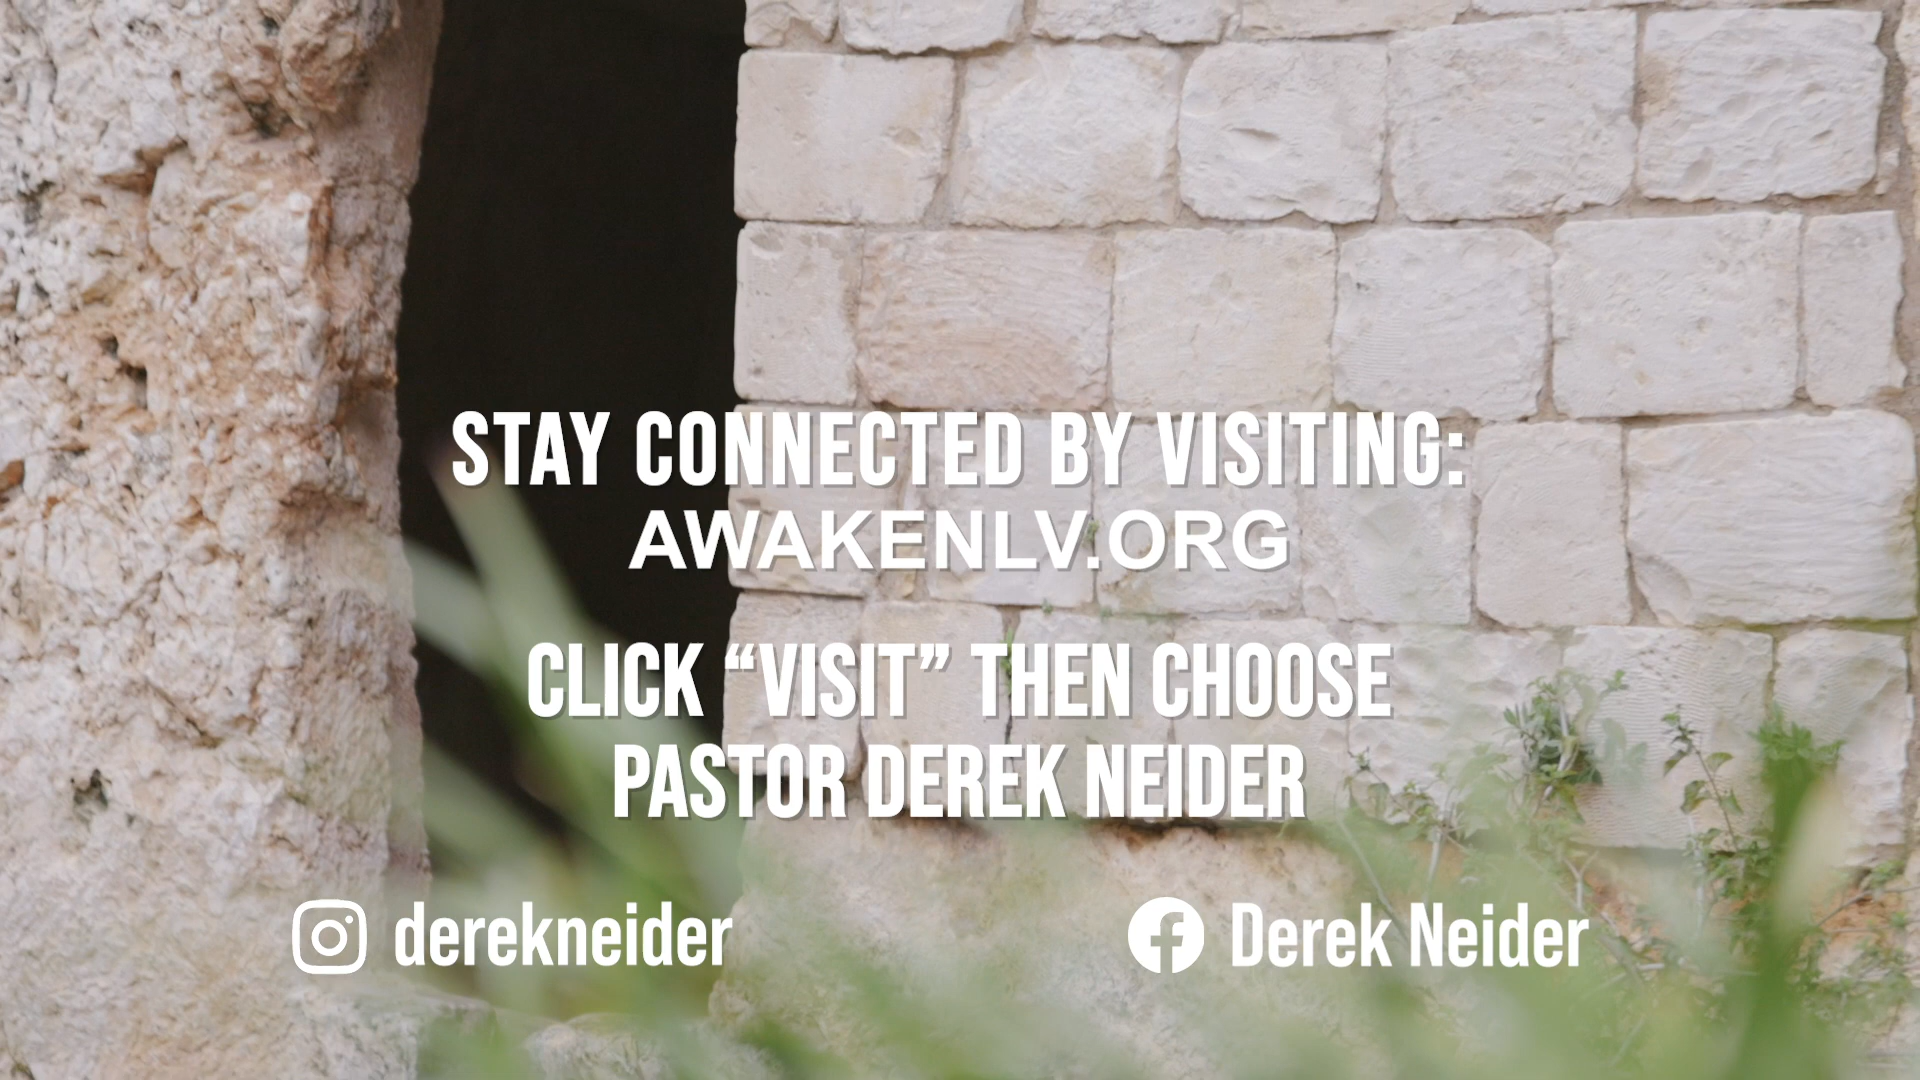 STAY CONNECTED BY VISITING:
AWAKENLV.ORG
CLICK “VISIT” THEN CHOOSE
PASTOR DEREK NEIDER
derekneider
Derek Neider